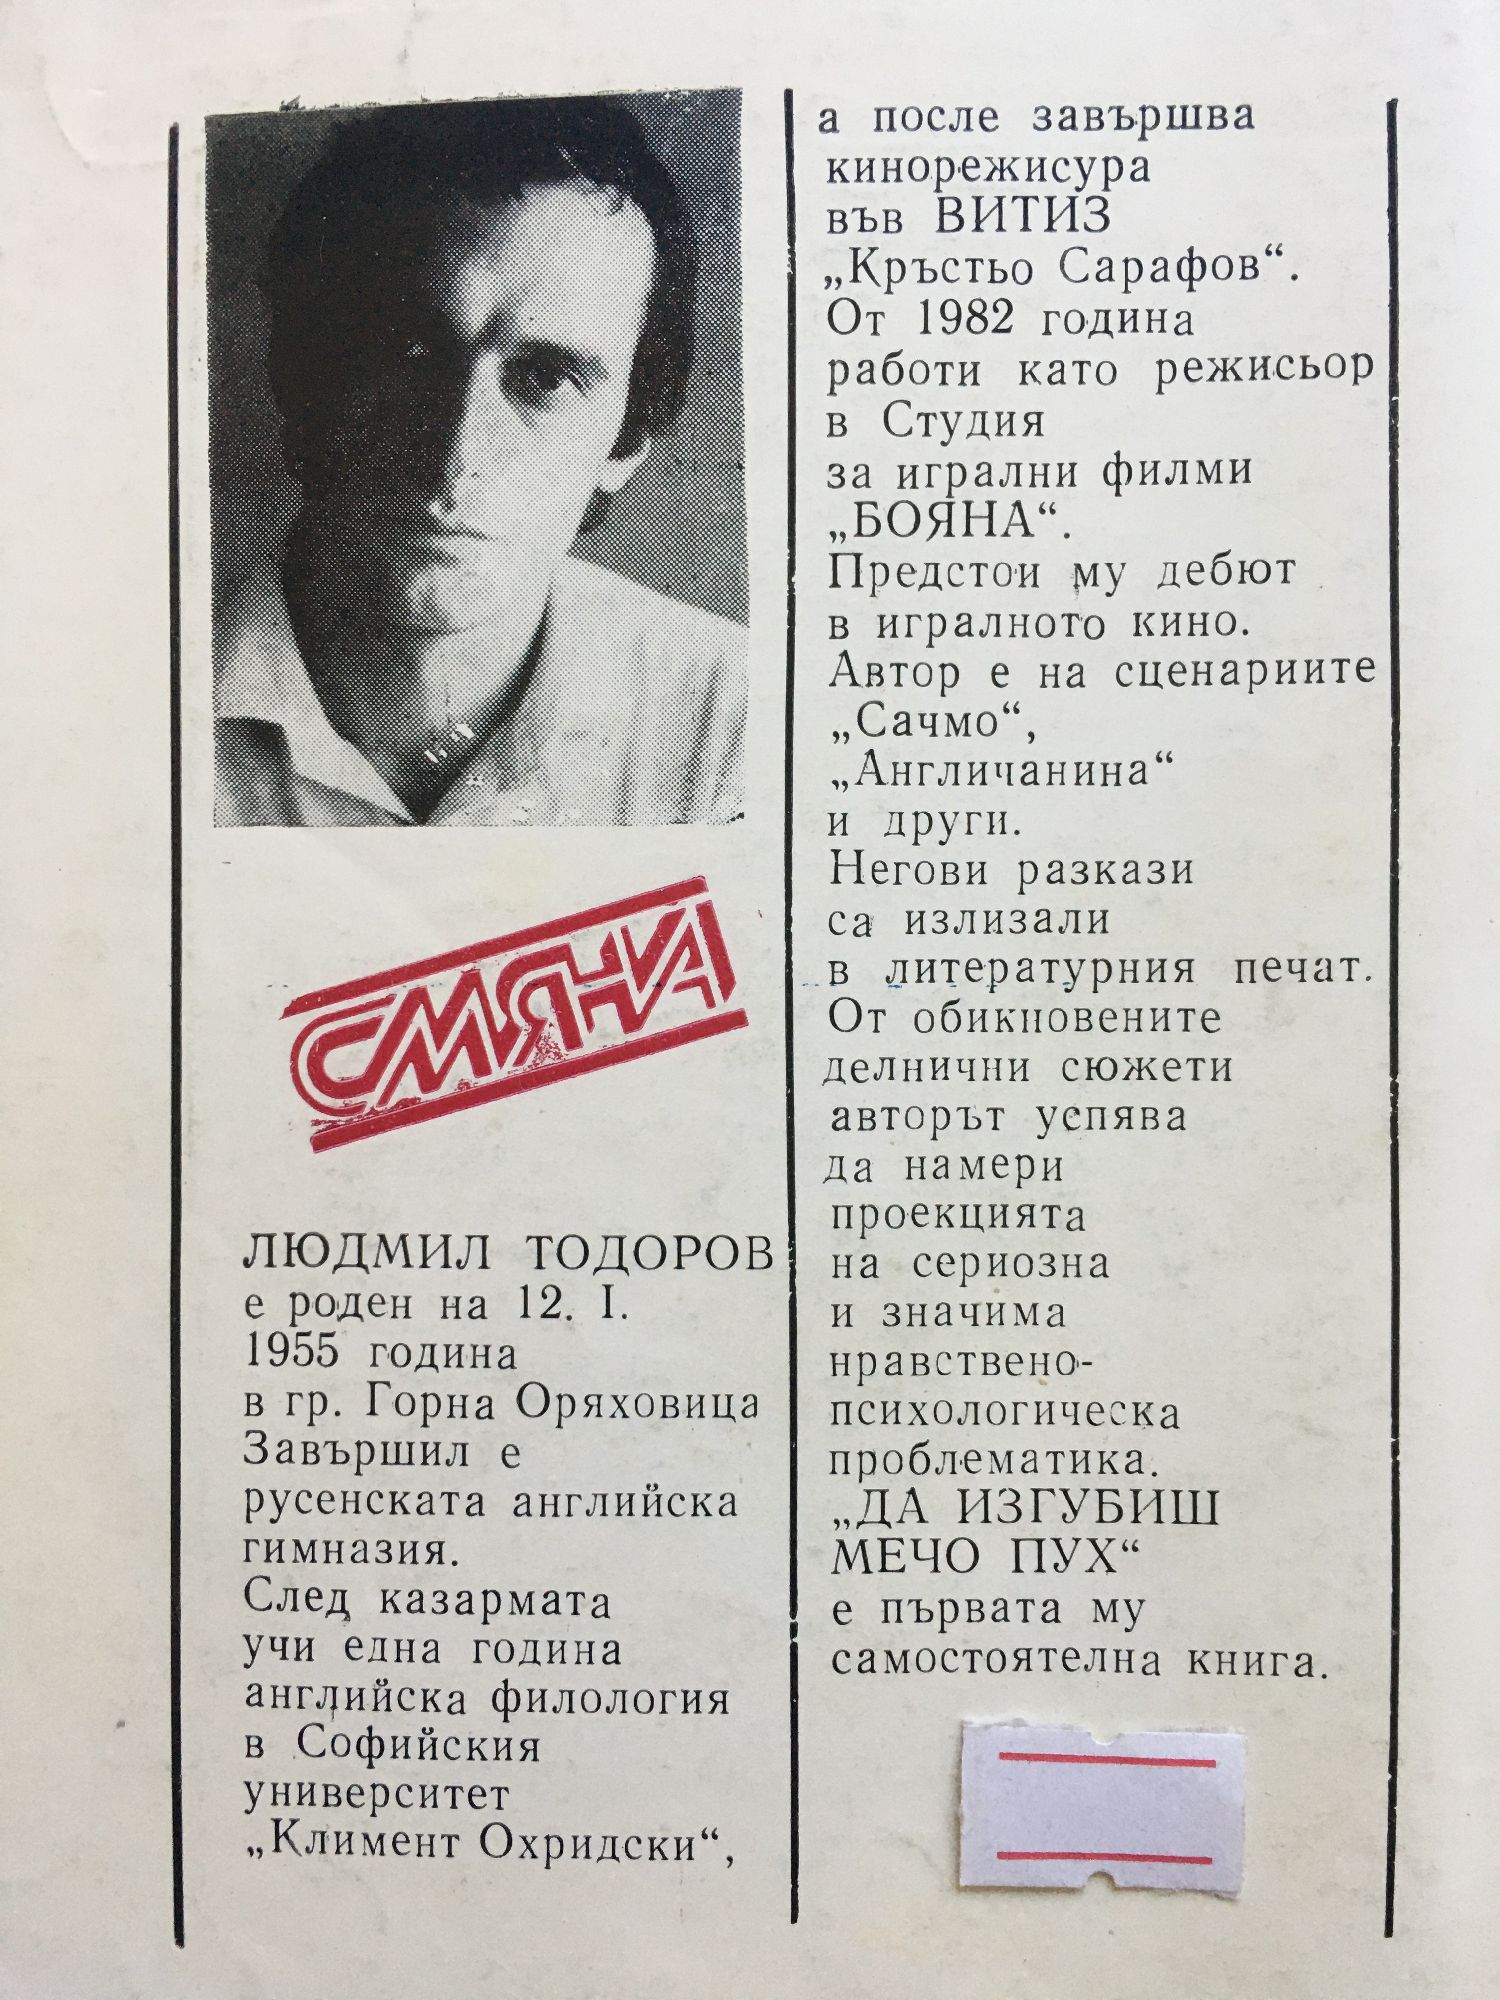 СМЯНА
ЛЮДМИЛ ТОДОРОВ
е роден на 12. I.
1955 година
в гр. Горна Оряховица
Завършил е
русенската английска
гимназия.
След казармата
учи една година
английска филология
в Софийския
университет
„Климент Охридски“,
а после завършва
кинорежисура
във ВИТИЗ
„Кръстьо Сарафов“.
От 1982 година
работи като режисьор
в Студия
за игрални филми
„БОЯНА“.
Предстои му дебют
в игралното кино.
Автор е на сценариите
„Сачмо“,
„Англичанина“
и други.
Негови разкази
са излизали
в литературния печат.
От обикновените
делнични сюжети
авторът успява
да намери
проекцията
на сериозна
и значима
нравствено-
психологическа
проблематика.
„ДА ИЗГУБИШ
МЕЧО ПУХ“
е първата му
самостоятелна книга.